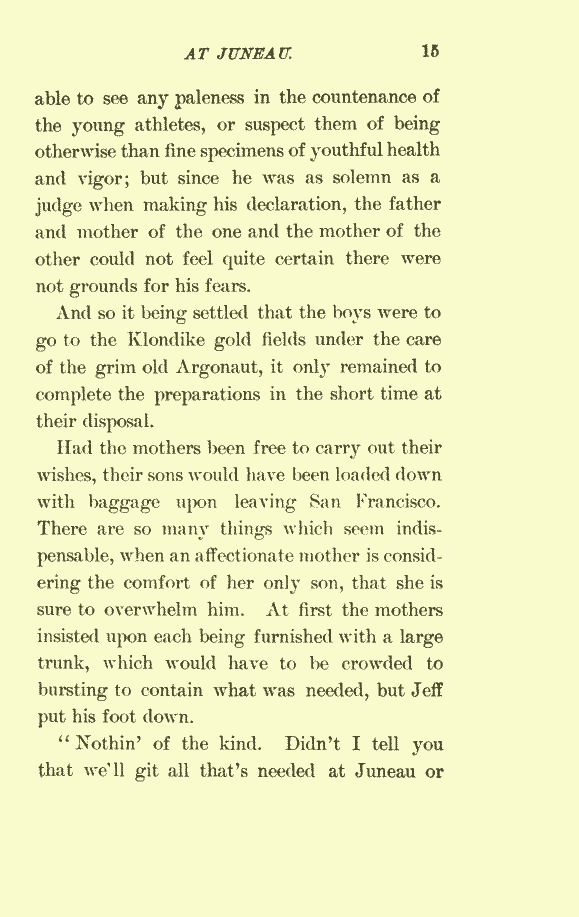 AT JUNEAU. 15
able to see any paleness in the countenance of
the young athletes, or suspect them of being
otherwise than fine specimens of youthful health
and vigor; but since he was as solemn as a
judge when making his declaration, the father
and mother of the one and the mother of the
other could not feel quite certain there were
not grounds for his fears.
And so it being settled that the boys were to
go to the Klondike gold fields under the care
of the grim old Argonaut, it only remained to
complete the preparations in the short time at
their disposal.
Had the mothers been free to carry out their
wishes, their sons would have been loaded down
with baggage upon leaving San Francisco.
There are so many things which seem indis-
pensable, when an affectionate mother is consid-
ering the comfort of her only son, that she is
sure to overwhelm him. At first the mothers
insisted upon each being furnished with a large
trunk, which would have to be crowded to
bursting to contain what was needed, but Jeff
put his foot down.
“Nothin’ of the kind. Didn’t I tell you
that we’ll git all that’s needed at Juneau or